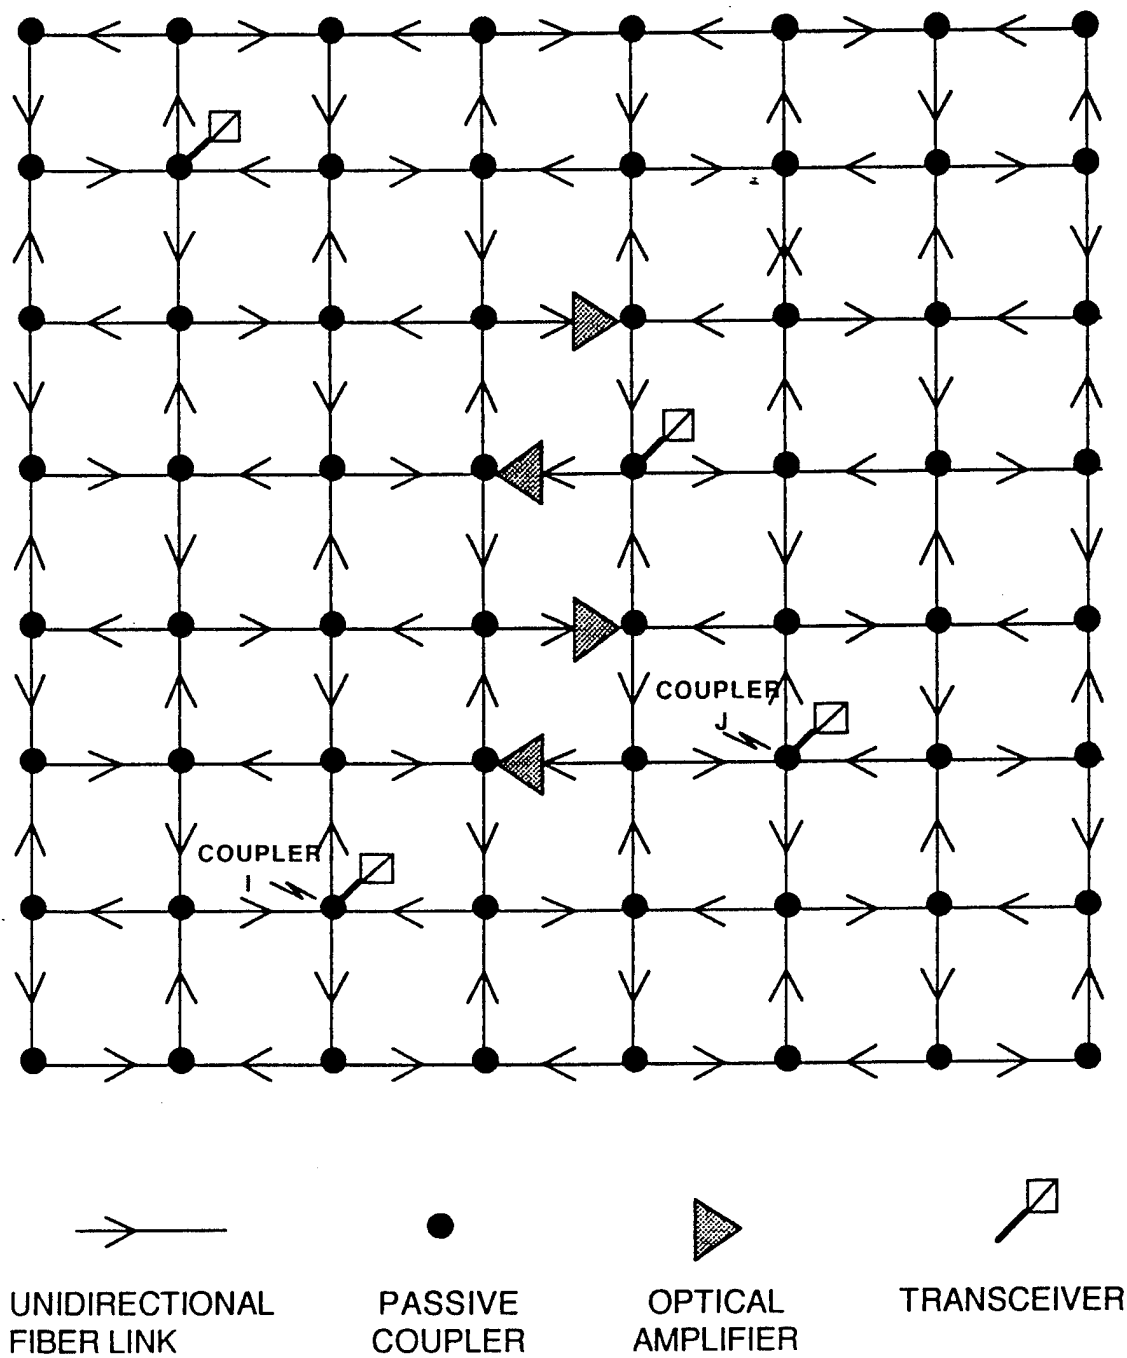 COUPLER
J
COUPLER
I
UNIDIRECTIONAL
FIBER LINK
PASSIVE
COUPLER
OPTICAL
AMPLIFIER
TRANSCEIVER